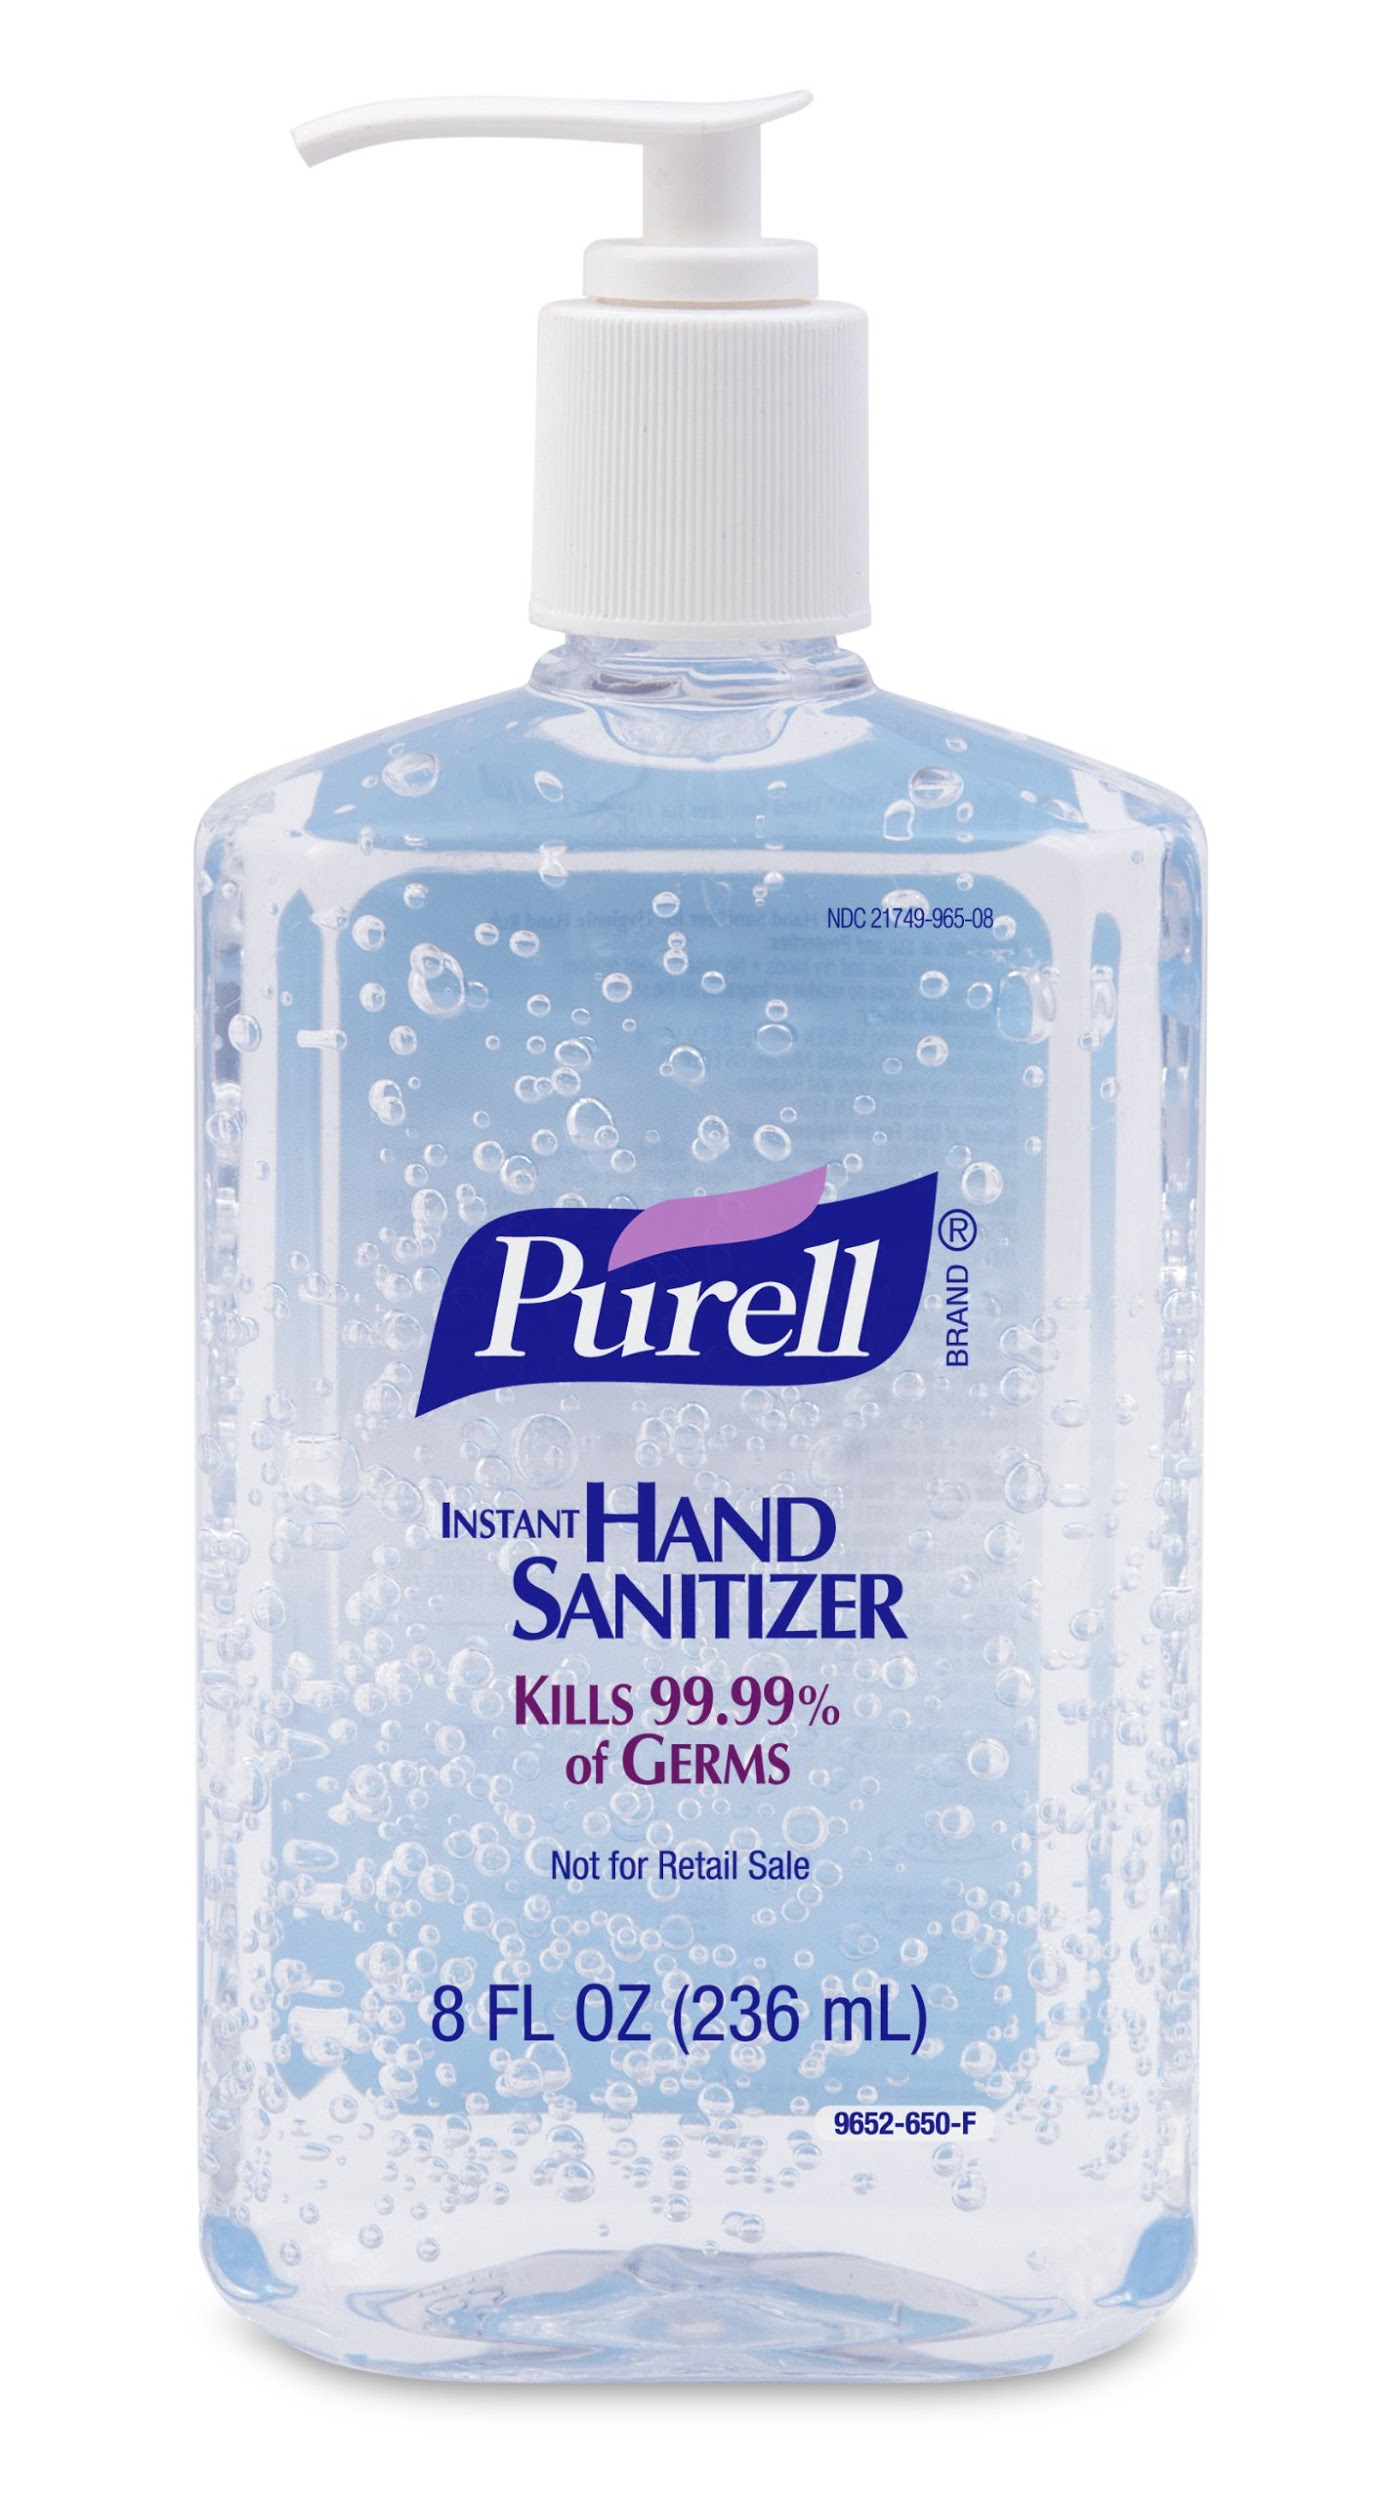 NDC 21749-965-08
Purell
BRAND ®
INSTANT HAND
SANITIZER
KILLS 99.99%
of GERMS
Not for Retail Sale
8 FL OZ (236 mL)
9652-650-F